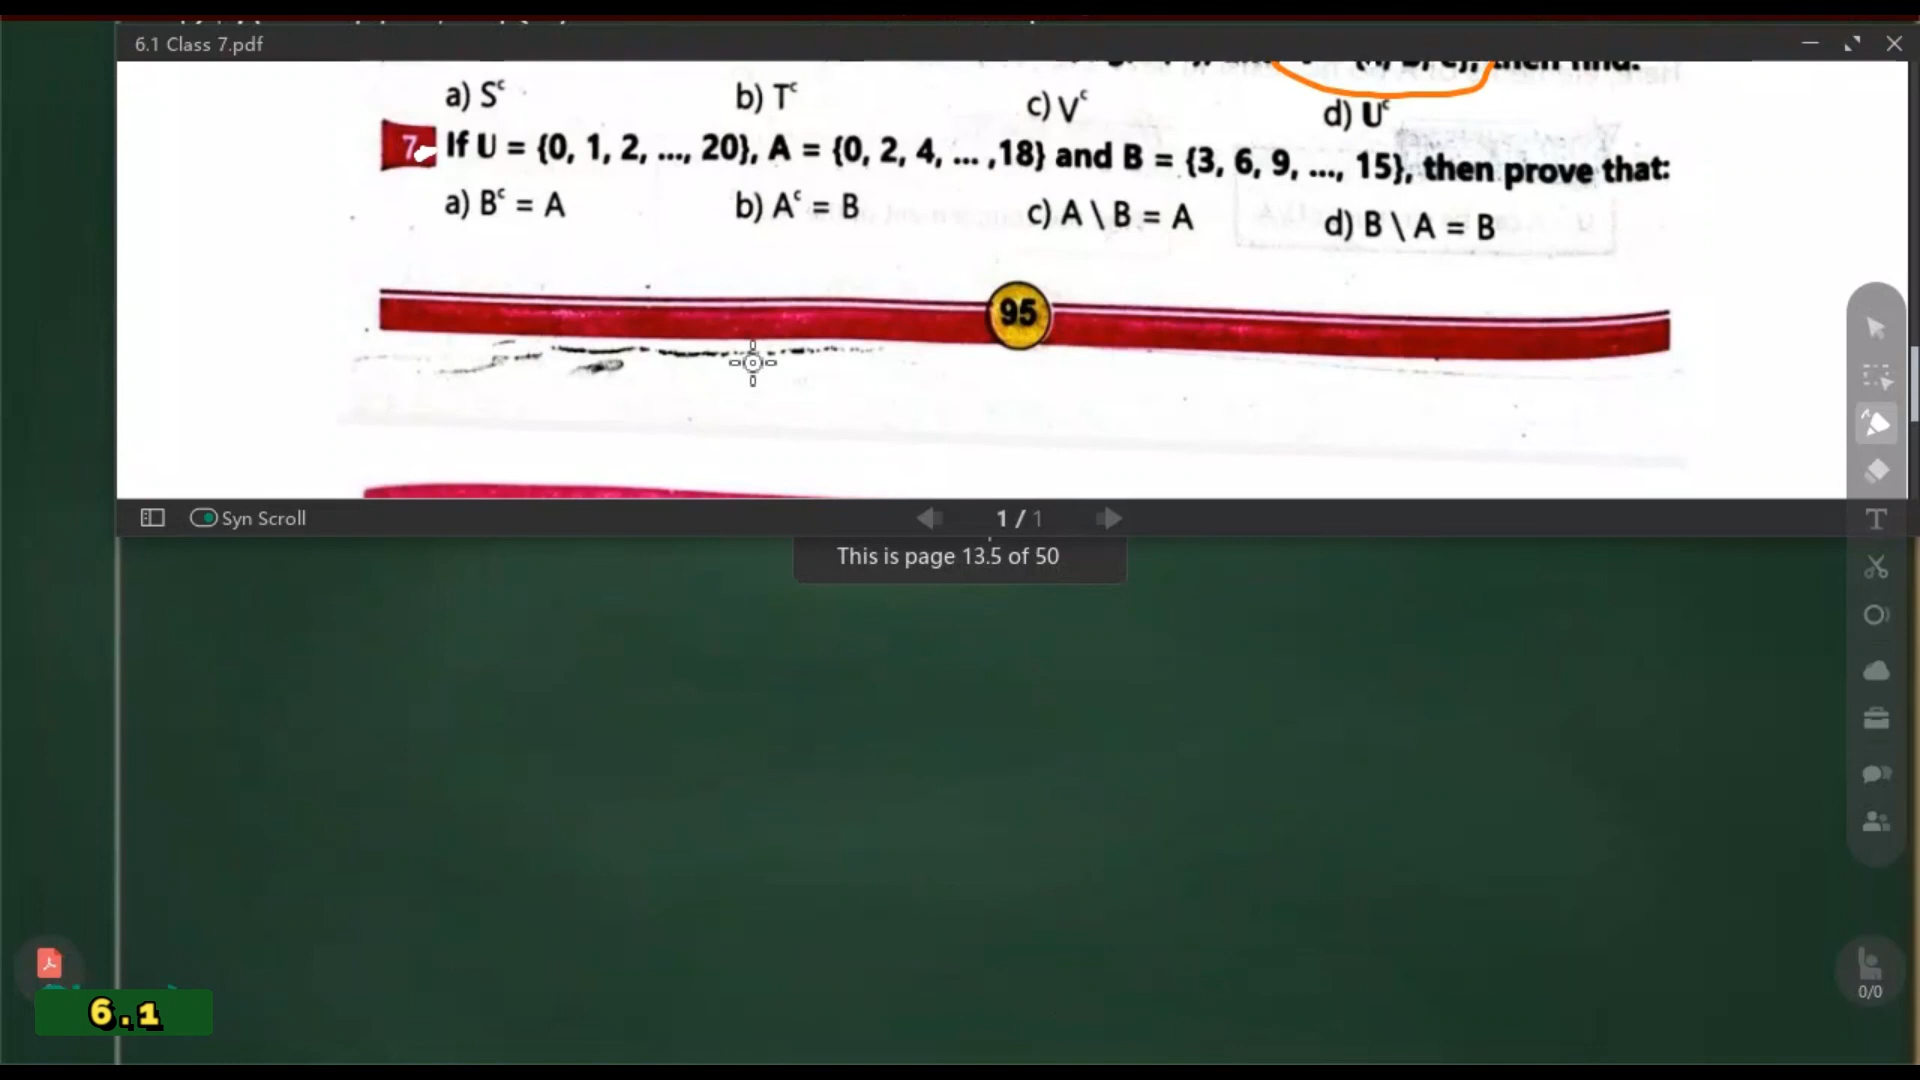 6.1 Class 7.pdf
then find:
a) Sᶜ b) Tᶜ c) Vᶜ d) Uᶜ
7. If U = {0, 1, 2, ..., 20}, A = {0, 2, 4, ... ,18} and B = {3, 6, 9, ..., 15}, then prove that:
a) Bᶜ = A b) Aᶜ = B c) A \ B = A d) B \ A = B
95
Syn Scroll
1 / 1
This is page 13.5 of 50
T
6.1
0/0